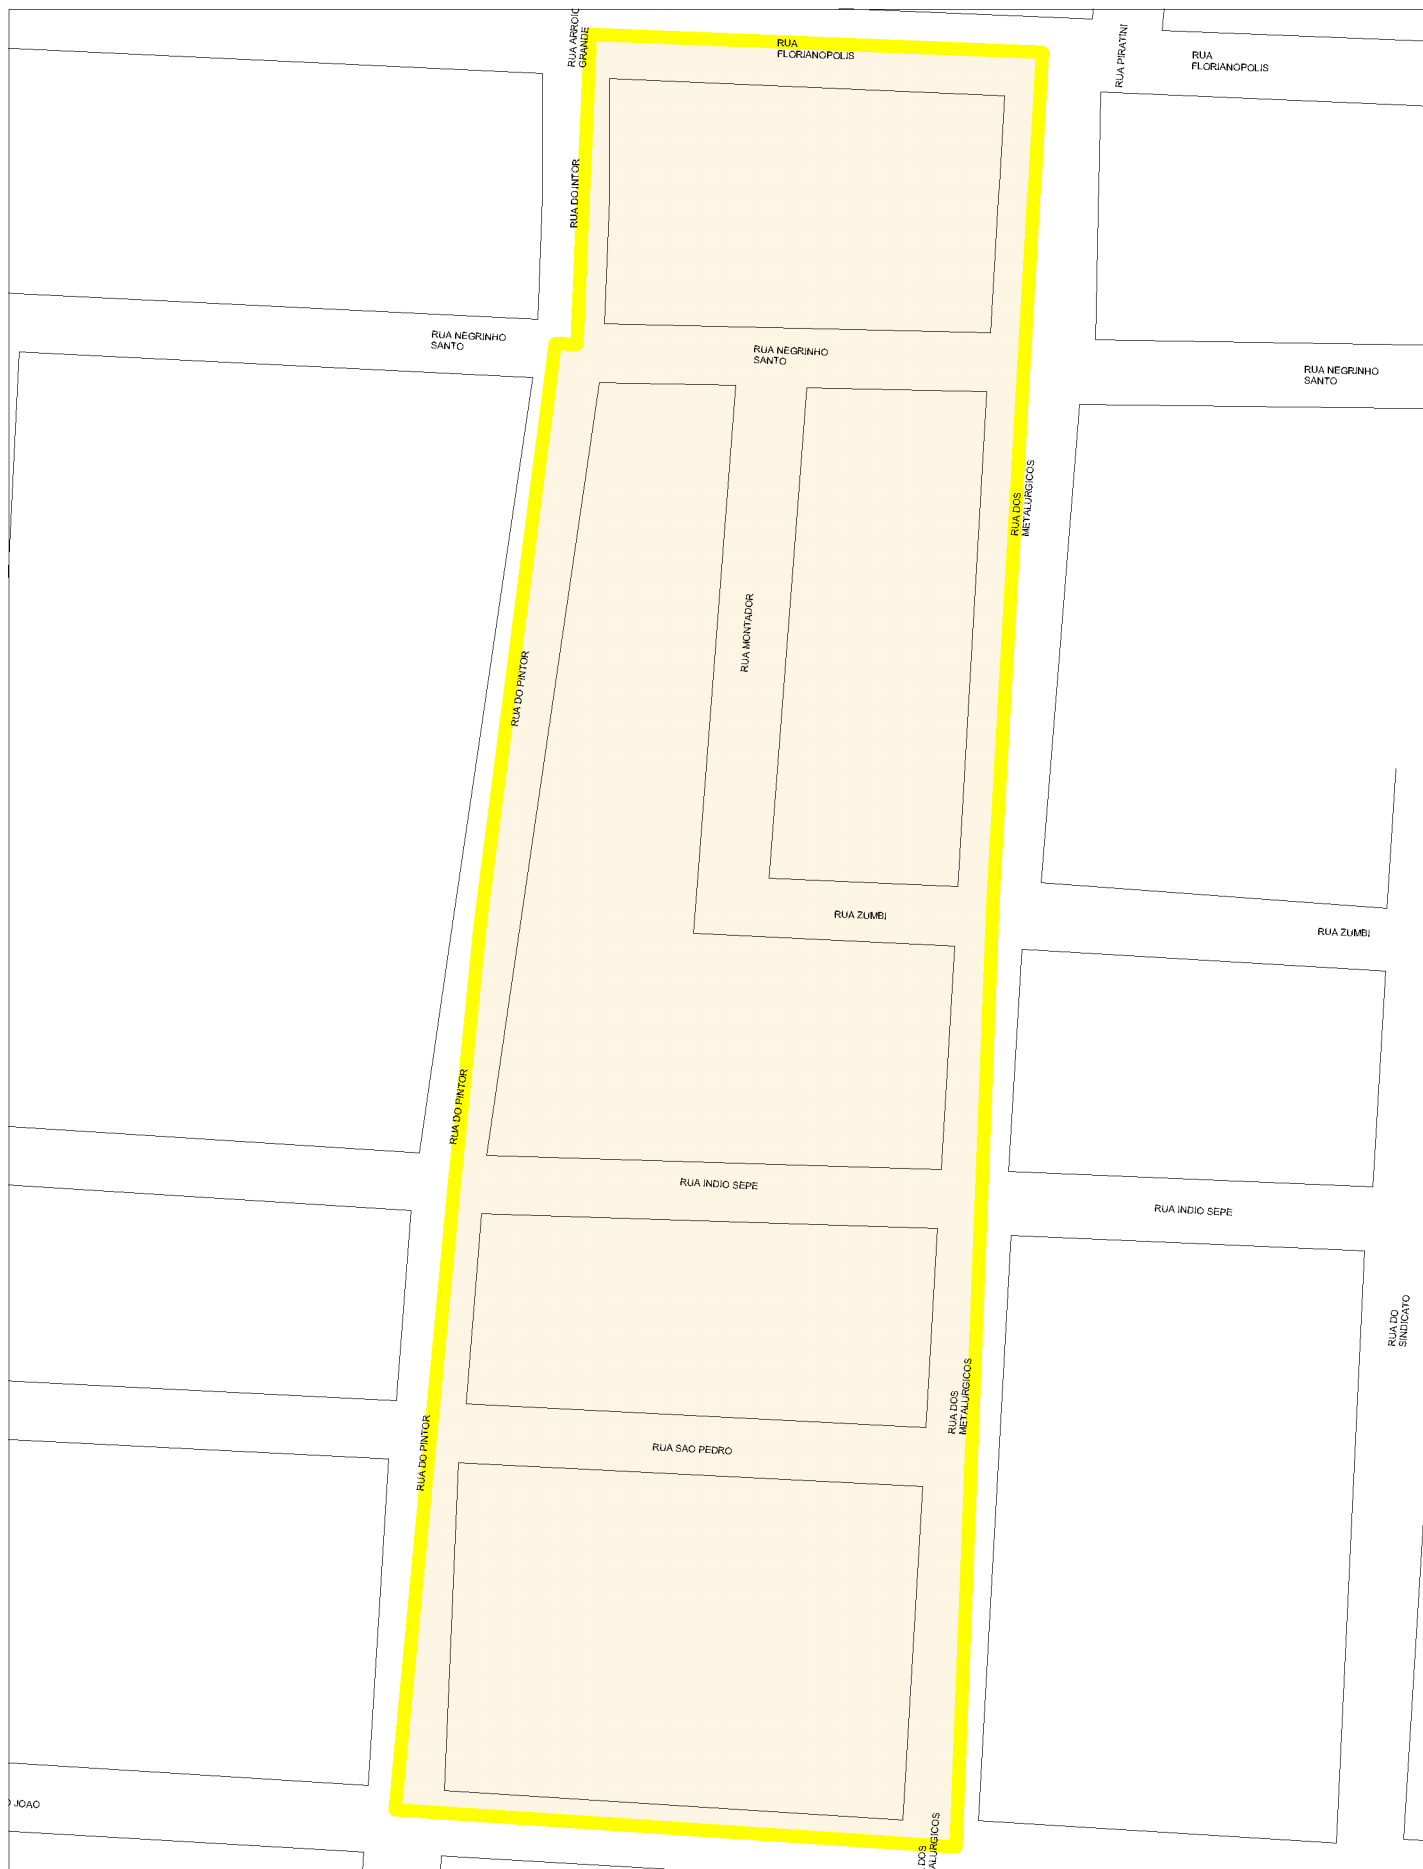 RUA ARROIO
GRANDE
RUA
FLORIANOPOLIS
RUA PIRATINI
RUA
FLORIANOPOLIS
RUA DO INTOR
RUA NEGRINHO
SANTO
RUA NEGRINHO
SANTO
RUA NEGRINHO
SANTO
RUA DOS
METALURGICOS
RUA MONTADOR
RUA DO PINTOR
RUA ZUMBI
RUA ZUMBI
RUA DO PINTOR
RUA INDIO SEPE
RUA INDIO SEPE
RUA DO
SINDICATO
RUA DOS
METALURGICOS
RUA DO PINTOR
RUA SAO PEDRO
JOAO
DOS
ALURGICOS